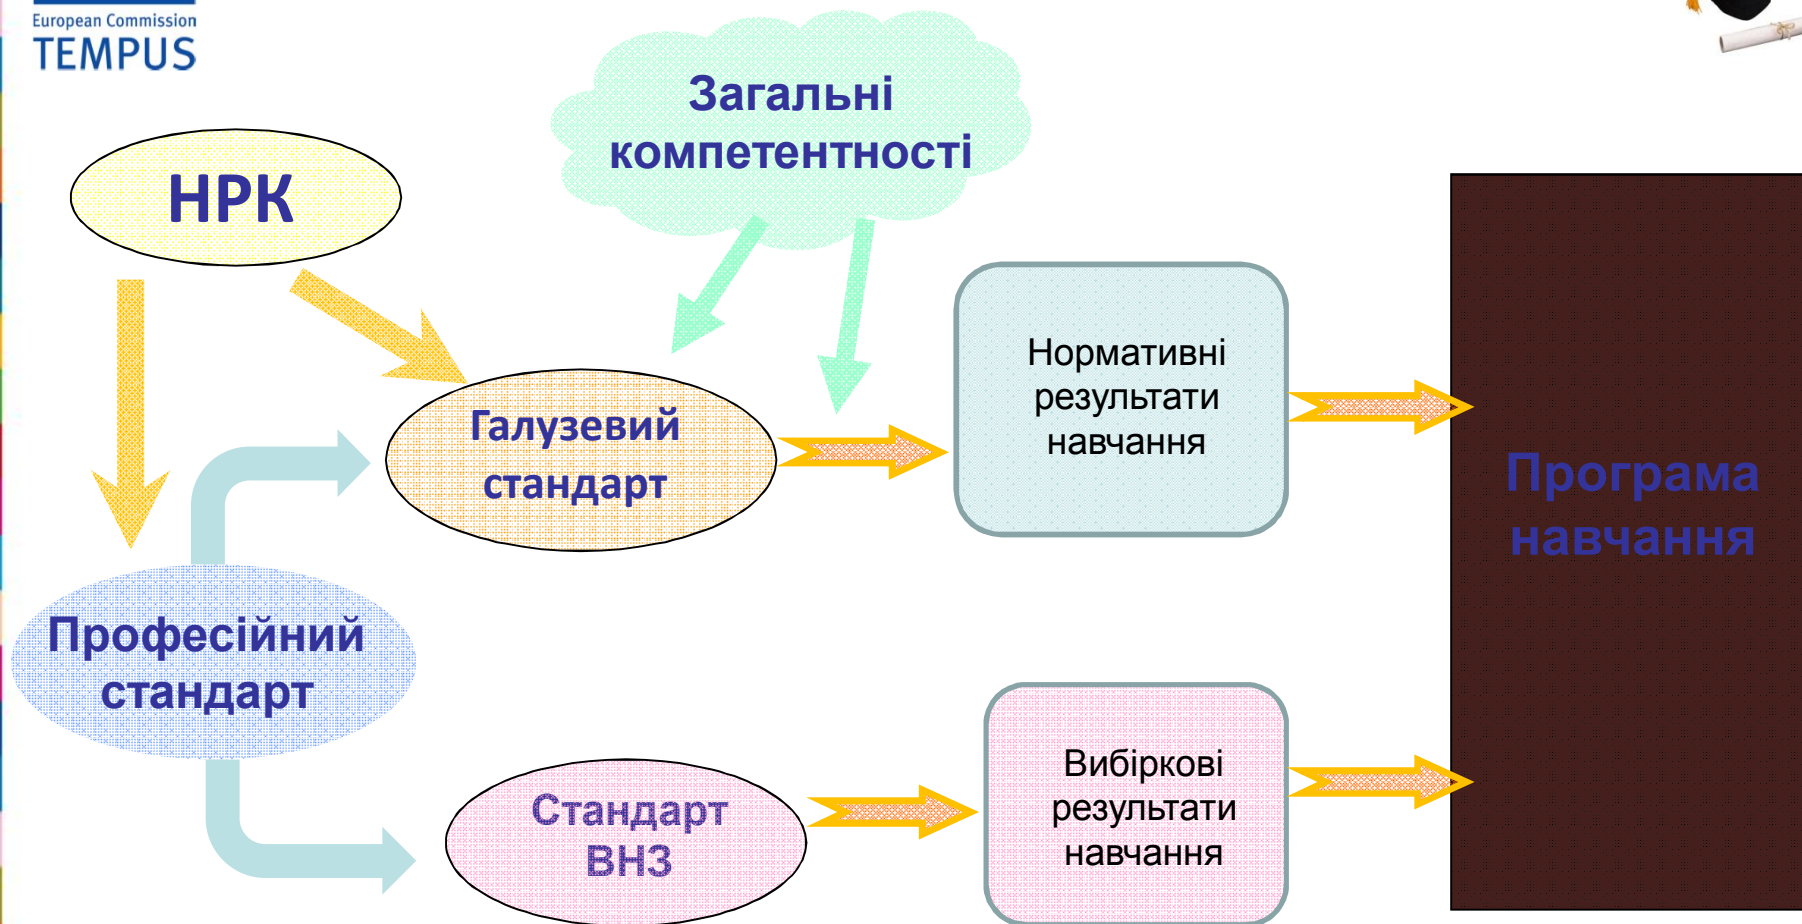 European Commission
TEMPUS
Загальні
компетентності
НРК
Галузевий
стандарт
Нормативні
результати
навчання
Програма
навчання
Професійний
стандарт
Стандарт
ВНЗ
Вибіркові
результати
навчання